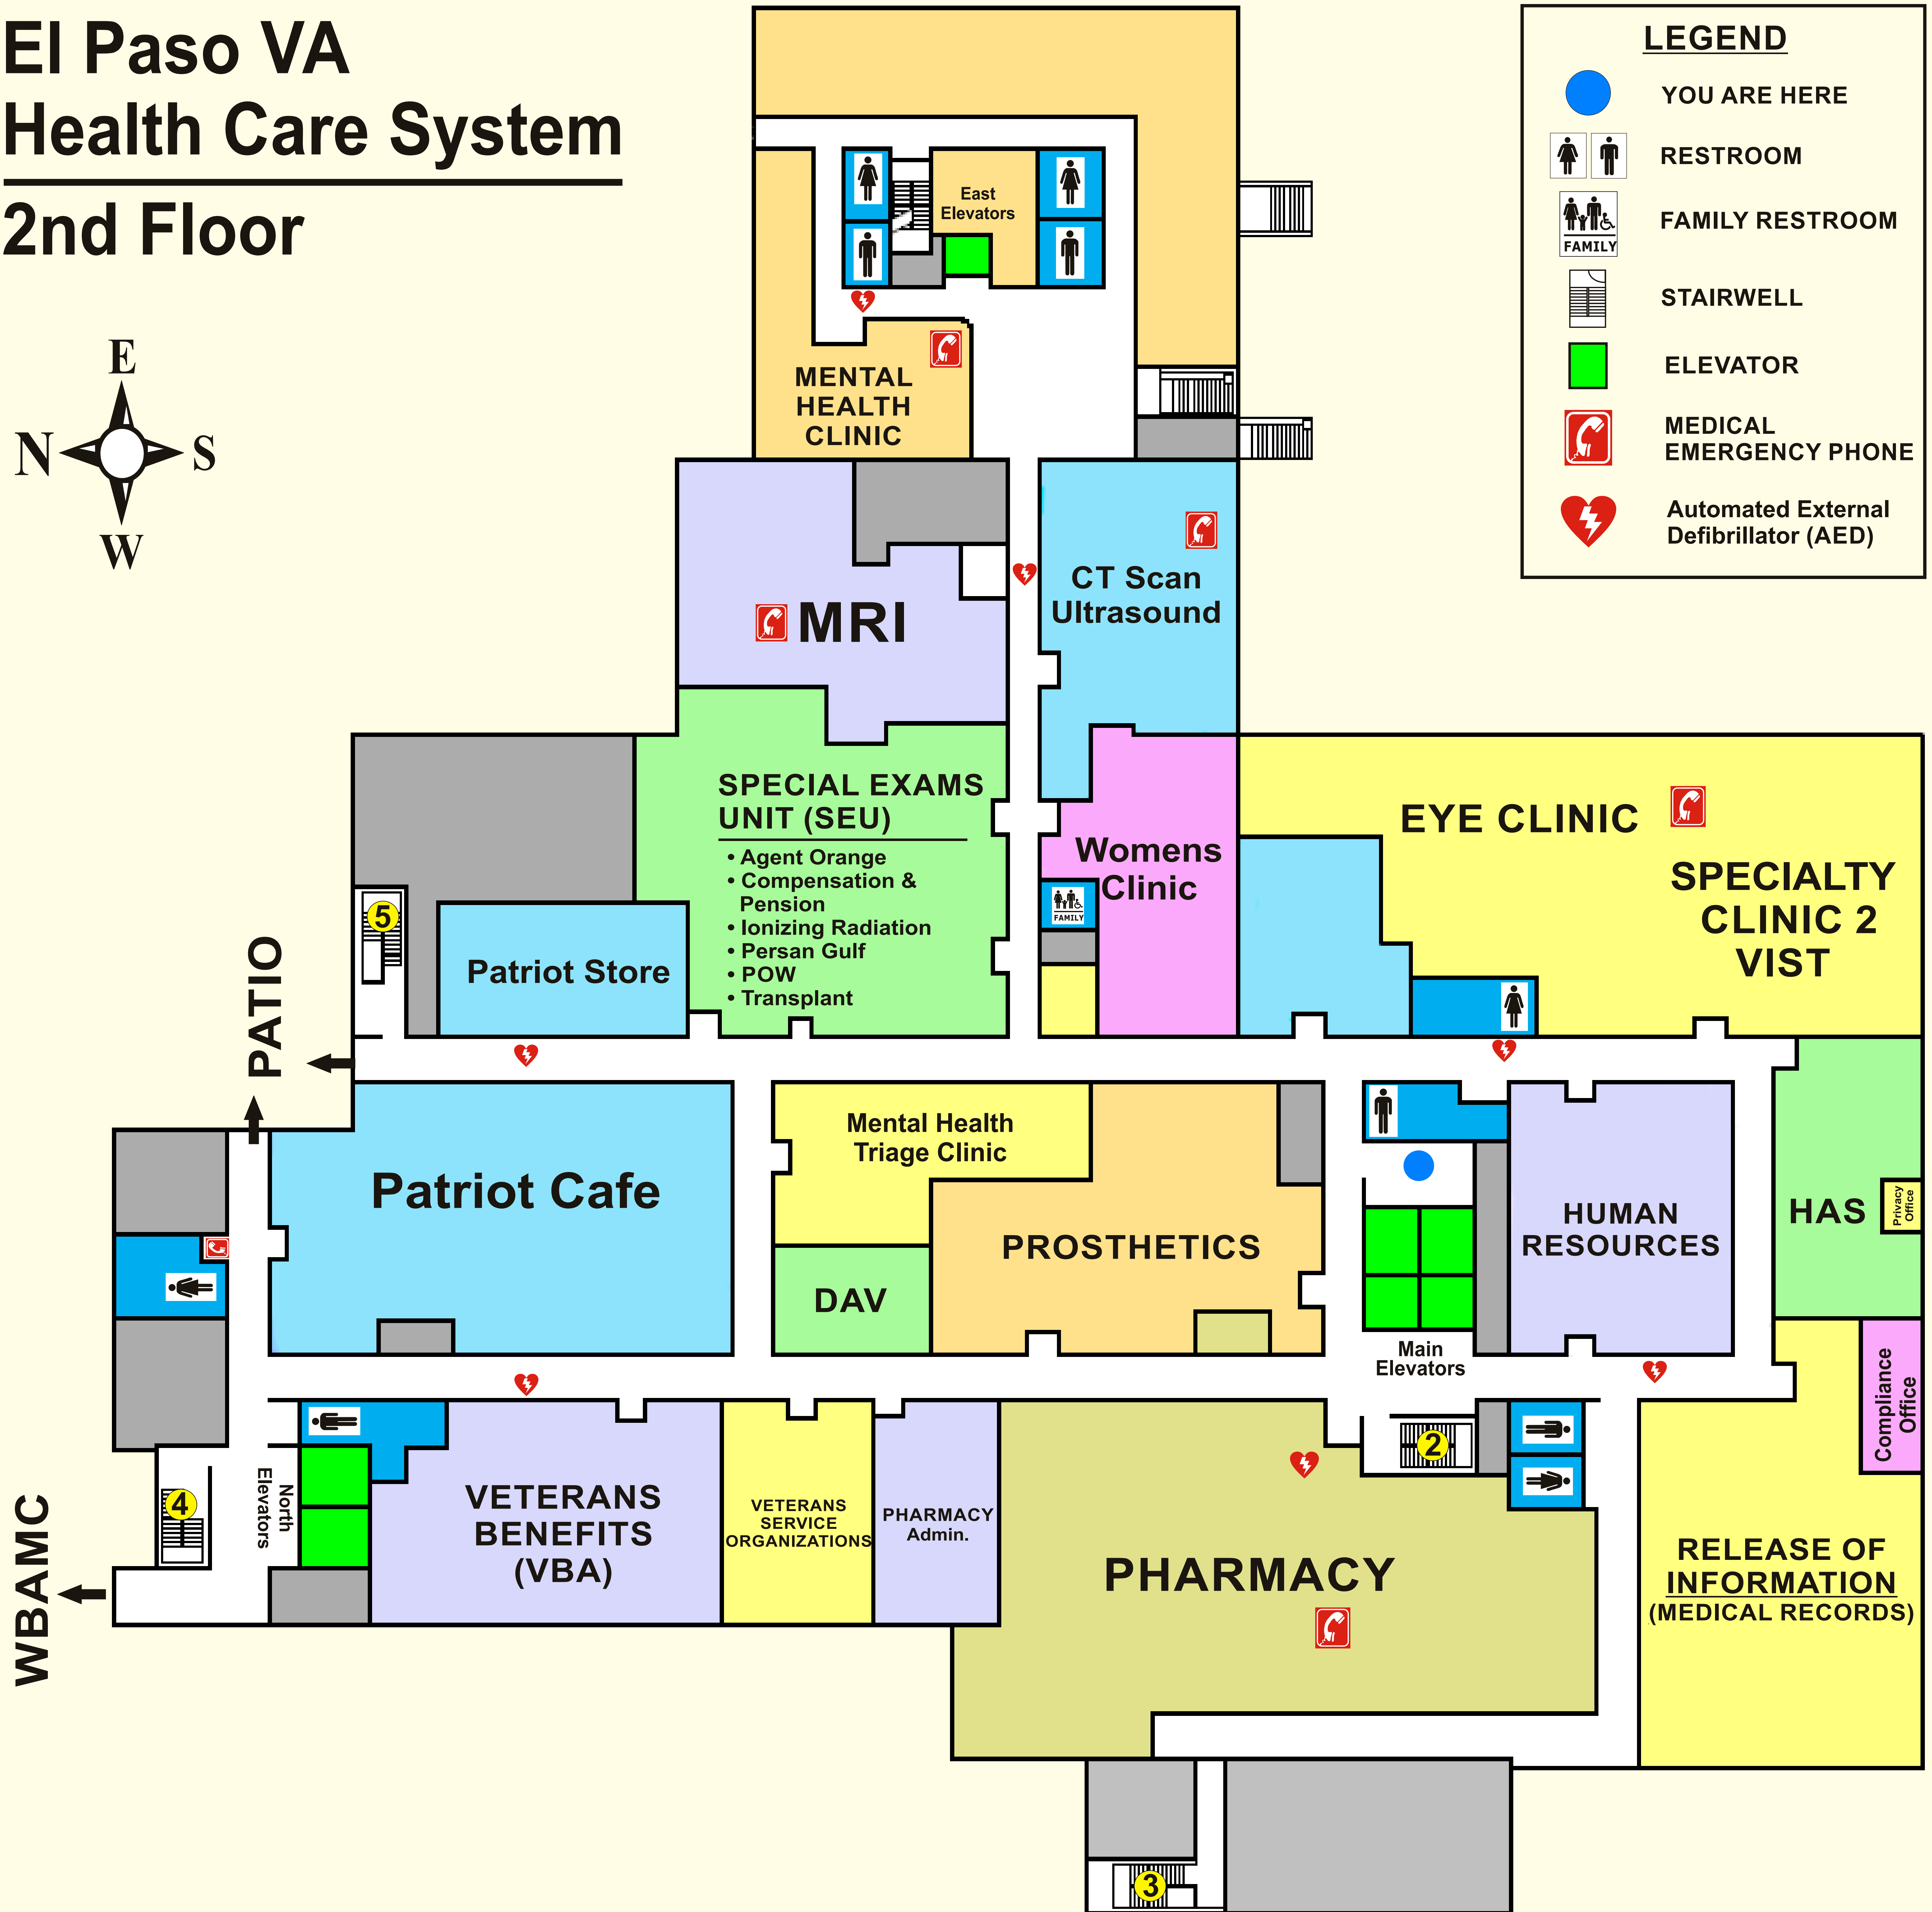 El Paso VA
Health Care System
2nd Floor
E
N
S
W
LEGEND
YOU ARE HERE
RESTROOM
FAMILY
FAMILY RESTROOM
STAIRWELL
ELEVATOR
MEDICAL
EMERGENCY PHONE
Automated External
Defibrillator (AED)
East
Elevators
MENTAL
HEALTH
CLINIC
MRI
CT Scan
Ultrasound
SPECIAL EXAMS
UNIT (SEU)
• Agent Orange
• Compensation &
Pension
• Ionizing Radiation
• Persan Gulf
• POW
• Transplant
Womens
Clinic
FAMILY
EYE CLINIC
SPECIALTY
CLINIC 2
VIST
5
Patriot Store
PATIO
Patriot Cafe
Mental Health
Triage Clinic
DAV
PROSTHETICS
HUMAN
RESOURCES
HAS
Privacy
Office
Main
Elevators
Compliance
Office
2
4
North
Elevators
WBAMC
VETERANS
BENEFITS
(VBA)
VETERANS
SERVICE
ORGANIZATIONS
PHARMACY
Admin.
PHARMACY
RELEASE OF
INFORMATION
(MEDICAL RECORDS)
3